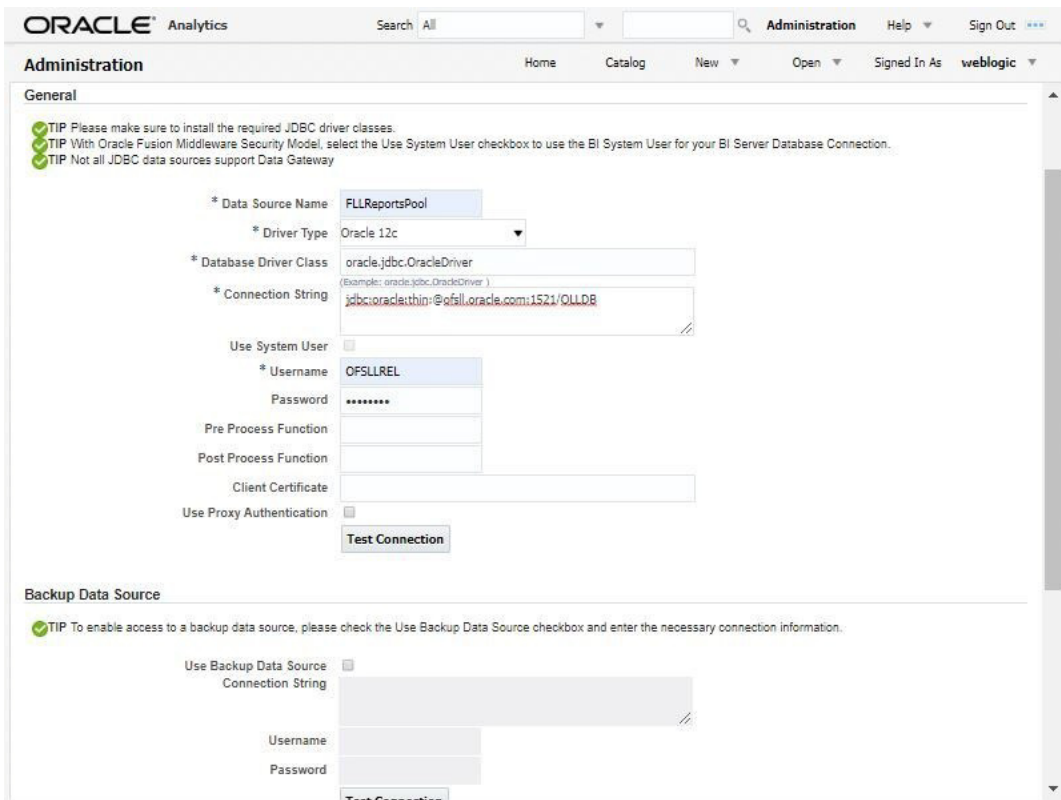 ORACLE Analytics Search All Administration Help Sign Out
Administration Home Catalog New Open Signed In As weblogic
General
TIP Please make sure to install the required JDBC driver classes.
TIP With Oracle Fusion Middleware Security Model, select the Use System User checkbox to use the BI System User for your BI Server Database Connection.
TIP Not all JDBC data sources support Data Gateway
* Data Source Name FLLReportsPool
* Driver Type Oracle 12c
* Database Driver Class oracle.jdbc.OracleDriver
(Example: oracle.jdbc.OracleDriver )
* Connection String jdbc:oracle:thin:@ofsll.oracle.com:1521/OLLDB
Use System User
* Username OFSLLREL
Password ••••••••
Pre Process Function
Post Process Function
Client Certificate
Use Proxy Authentication
Test Connection
Backup Data Source
TIP To enable access to a backup data source, please check the Use Backup Data Source checkbox and enter the necessary connection information.
Use Backup Data Source
Connection String
Username
Password
Test Connection